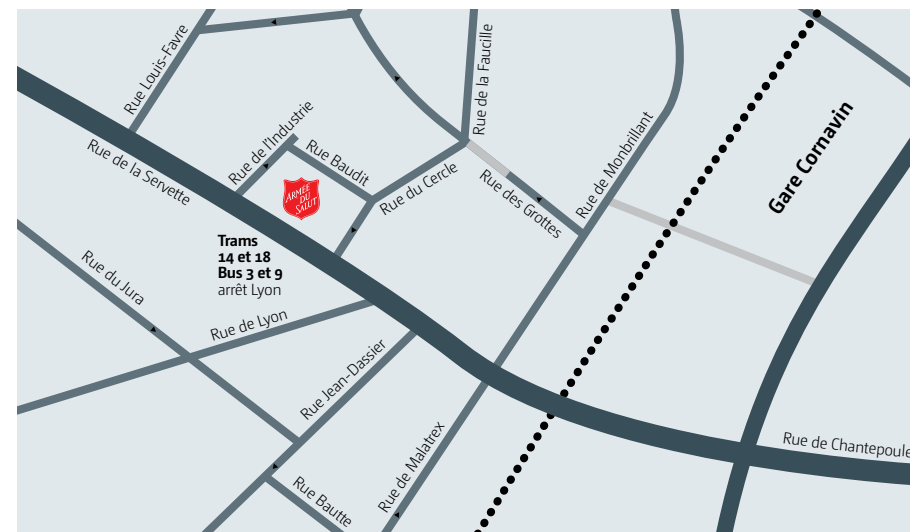 Rue Louis-Favre
Rue de la Faucille
Rue de l'Industrie
Rue Baudit
Rue de Monbrillant
Gare Cornavin
Rue de la Servette
ARMÉE
DU
SALUT
Rue du Cercle
Rue des Grottes
Trams
14 et 18
Bus 3 et 9
arrêt Lyon
Rue du Jura
Rue de Lyon
Rue Jean-Dassier
Rue de Malatrex
Rue de Chantepoule
Rue Bautte